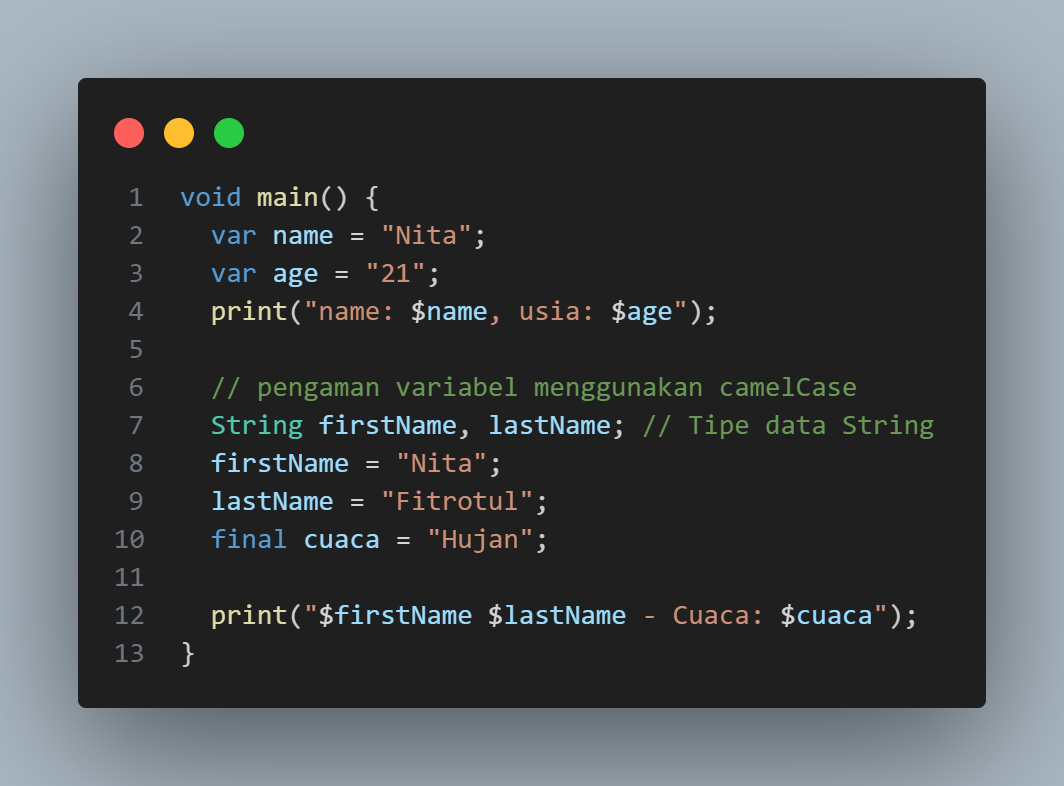 1 void main() {
2   var name = "Nita";
3   var age = "21";
4   print("name: $name, usia: $age");
5
6   // pengaman variabel menggunakan camelCase
7   String firstName, lastName; // Tipe data String
8   firstName = "Nita";
9   lastName = "Fitrotul";
10   final cuaca = "Hujan";
11
12   print("$firstName $lastName - Cuaca: $cuaca");
13 }